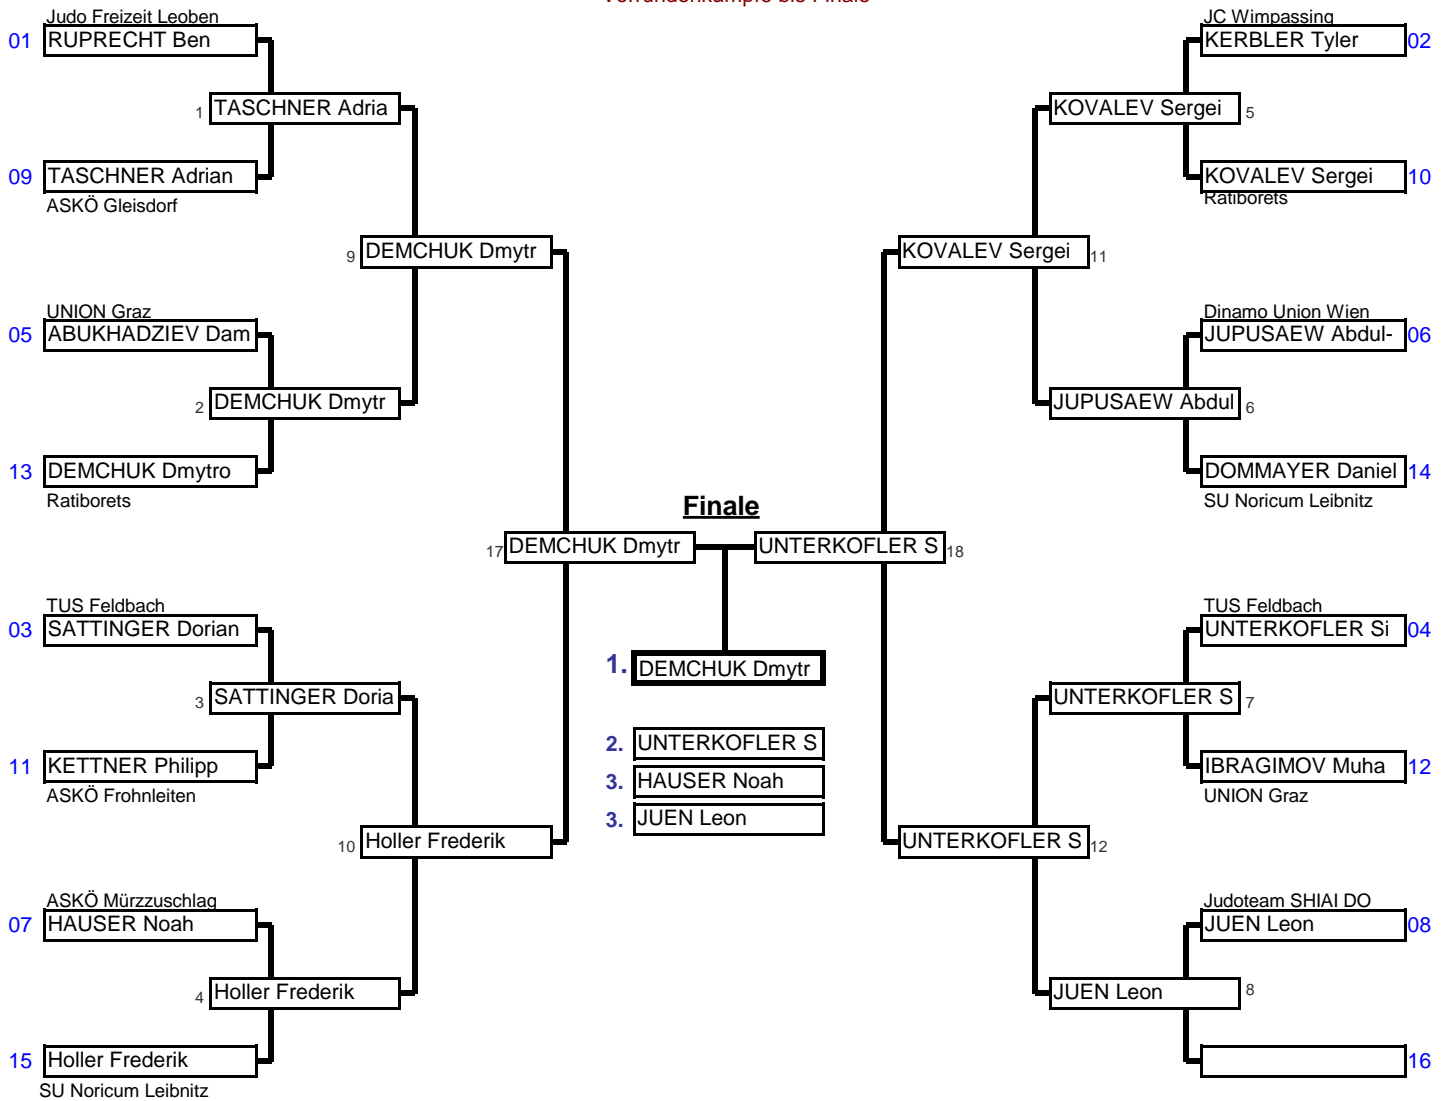 Judo Freizeit Leoben
01 RUPRECHT Ben
1 TASCHNER Adria
09 TASCHNER Adrian
ASKÖ Gleisdorf
9 DEMCHUK Dmytr
UNION Graz
05 ABUKHADZIEV Dam
2 DEMCHUK Dmytr
13 DEMCHUK Dmytro
Ratiborets
17 DEMCHUK Dmytr
TUS Feldbach
03 SATTINGER Dorian
3 SATTINGER Doria
11 KETTNER Philipp
ASKÖ Frohnleiten
10 Holler Frederik
ASKÖ Mürzzuschlag
07 HAUSER Noah
4 Holler Frederik
15 Holler Frederik
SU Noricum Leibnitz
Finale
1. DEMCHUK Dmytr
2. UNTERKOFLER S
3. HAUSER Noah
3. JUEN Leon
JC Wimpassing
KERBLER Tyler 02
KOVALEV Sergei 5
KOVALEV Sergei 10
Ratiborets
KOVALEV Sergei 11
Dinamo Union Wien
JUPUSAEW Abdul- 06
JUPUSAEW Abdul 6
DOMMAYER Daniel 14
SU Noricum Leibnitz
UNTERKOFLER S 18
TUS Feldbach
UNTERKOFLER Si 04
UNTERKOFLER S 7
IBRAGIMOV Muha 12
UNION Graz
UNTERKOFLER S 12
Judoteam SHIAI DO
JUEN Leon 08
JUEN Leon 8
16